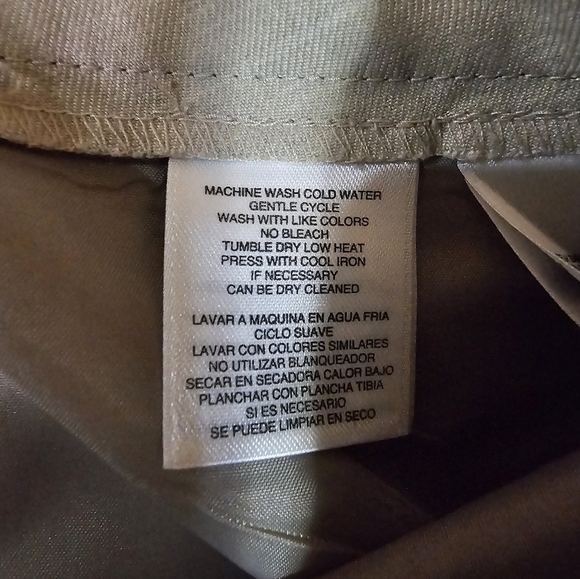 MACHINE WASH COLD WATER
GENTLE CYCLE
WASH WITH LIKE COLORS
NO BLEACH
TUMBLE DRY LOW HEAT
PRESS WITH COOL IRON
IF NECESSARY
CAN BE DRY CLEANED
LAVAR A MAQUINA EN AGUA FRIA
CICLO SUAVE
LAVAR CON COLORES SIMILARES
NO UTILIZAR BLANQUEADOR
SECAR EN SECADORA CALOR BAJO
PLANCHAR CON PLANCHA TIBIA
SI ES NECESARIO
SE PUEDE LIMPIAR EN SECO